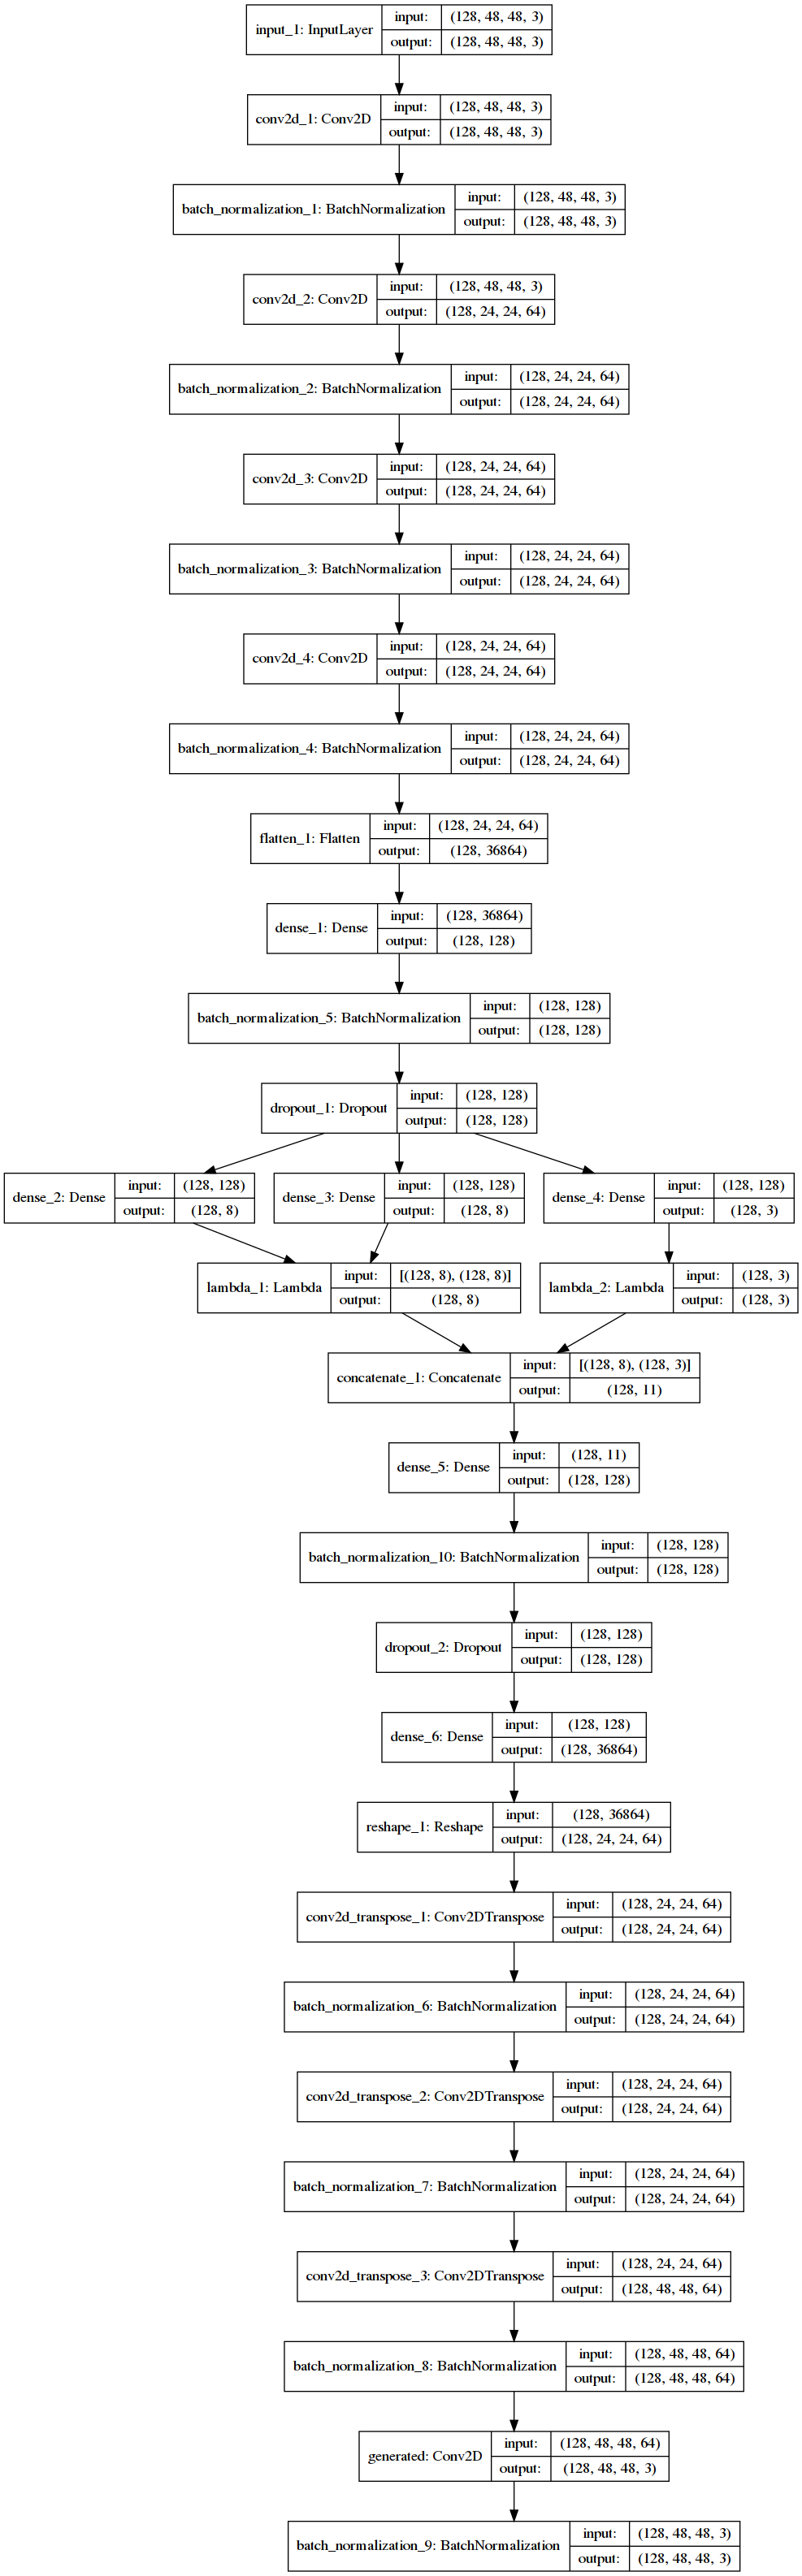 input_1: InputLayer
input: (128, 48, 48, 3)
output: (128, 48, 48, 3)
conv2d_1: Conv2D
input: (128, 48, 48, 3)
output: (128, 48, 48, 3)
batch_normalization_1: BatchNormalization
input: (128, 48, 48, 3)
output: (128, 48, 48, 3)
conv2d_2: Conv2D
input: (128, 48, 48, 3)
output: (128, 24, 24, 64)
batch_normalization_2: BatchNormalization
input: (128, 24, 24, 64)
output: (128, 24, 24, 64)
conv2d_3: Conv2D
input: (128, 24, 24, 64)
output: (128, 24, 24, 64)
batch_normalization_3: BatchNormalization
input: (128, 24, 24, 64)
output: (128, 24, 24, 64)
conv2d_4: Conv2D
input: (128, 24, 24, 64)
output: (128, 24, 24, 64)
batch_normalization_4: BatchNormalization
input: (128, 24, 24, 64)
output: (128, 24, 24, 64)
flatten_1: Flatten
input: (128, 24, 24, 64)
output: (128, 36864)
dense_1: Dense
input: (128, 36864)
output: (128, 128)
batch_normalization_5: BatchNormalization
input: (128, 128)
output: (128, 128)
dropout_1: Dropout
input: (128, 128)
output: (128, 128)
dense_2: Dense
input: (128, 128)
output: (128, 8)
dense_3: Dense
input: (128, 128)
output: (128, 8)
dense_4: Dense
input: (128, 128)
output: (128, 3)
lambda_1: Lambda
input: [(128, 8), (128, 8)]
output: (128, 8)
lambda_2: Lambda
input: (128, 3)
output: (128, 3)
concatenate_1: Concatenate
input: [(128, 8), (128, 3)]
output: (128, 11)
dense_5: Dense
input: (128, 11)
output: (128, 128)
batch_normalization_10: BatchNormalization
input: (128, 128)
output: (128, 128)
dropout_2: Dropout
input: (128, 128)
output: (128, 128)
dense_6: Dense
input: (128, 128)
output: (128, 36864)
reshape_1: Reshape
input: (128, 36864)
output: (128, 24, 24, 64)
conv2d_transpose_1: Conv2DTranspose
input: (128, 24, 24, 64)
output: (128, 24, 24, 64)
batch_normalization_6: BatchNormalization
input: (128, 24, 24, 64)
output: (128, 24, 24, 64)
conv2d_transpose_2: Conv2DTranspose
input: (128, 24, 24, 64)
output: (128, 24, 24, 64)
batch_normalization_7: BatchNormalization
input: (128, 24, 24, 64)
output: (128, 24, 24, 64)
conv2d_transpose_3: Conv2DTranspose
input: (128, 24, 24, 64)
output: (128, 48, 48, 64)
batch_normalization_8: BatchNormalization
input: (128, 48, 48, 64)
output: (128, 48, 48, 64)
generated: Conv2D
input: (128, 48, 48, 64)
output: (128, 48, 48, 3)
batch_normalization_9: BatchNormalization
input: (128, 48, 48, 3)
output: (128, 48, 48, 3)